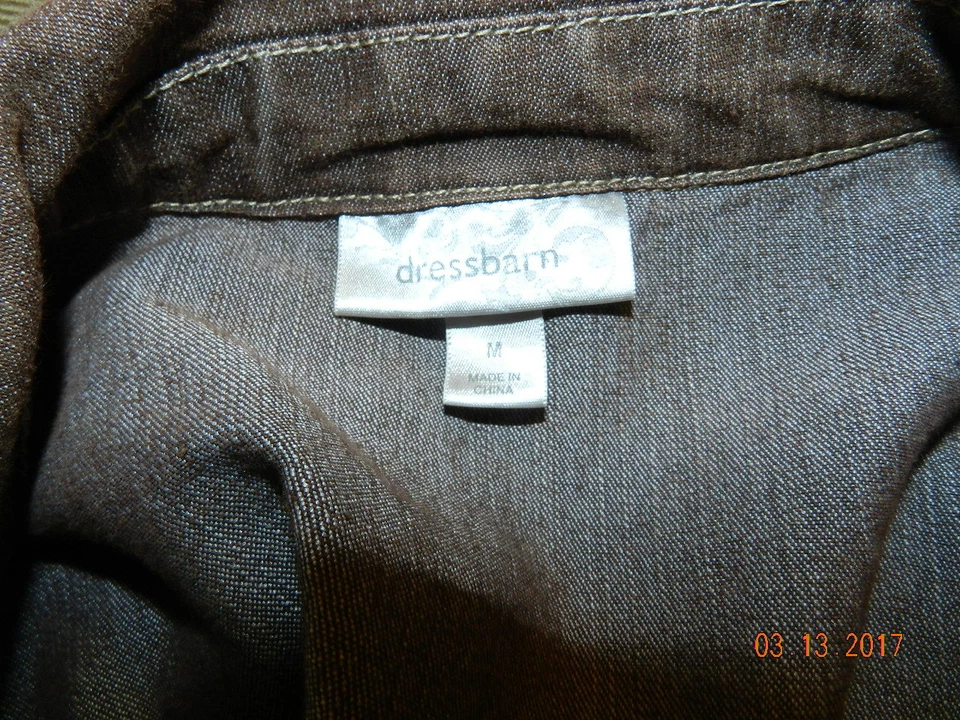 dressbarn
M
MADE IN
CHINA
03 13 2017